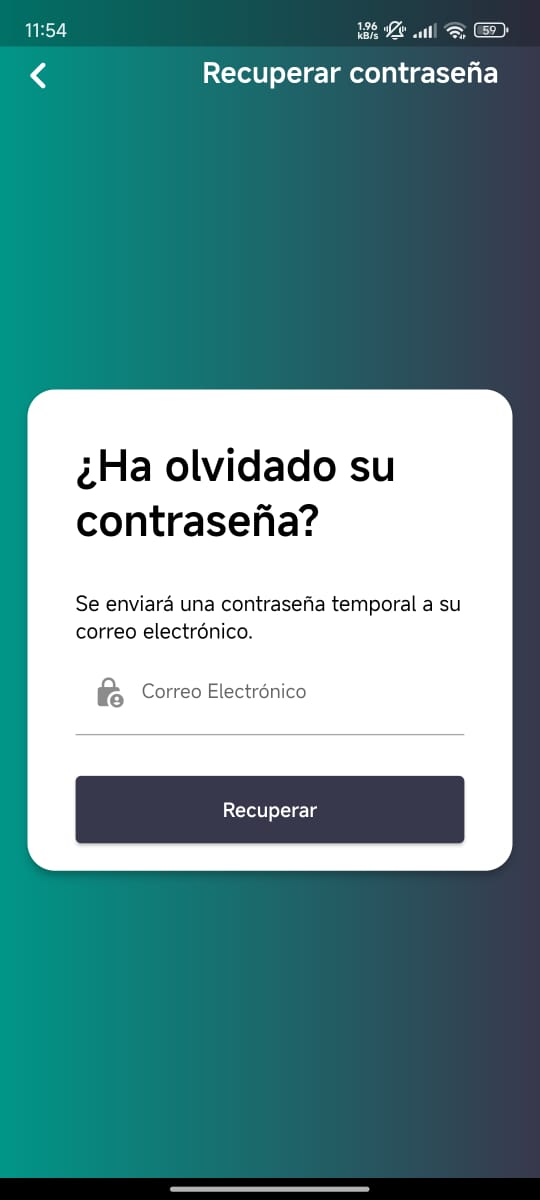 11:54
1.96
kB/s
59
Recuperar contraseña
¿Ha olvidado su
contraseña?
Se enviará una contraseña temporal a su
correo electrónico.
Correo Electrónico
Recuperar